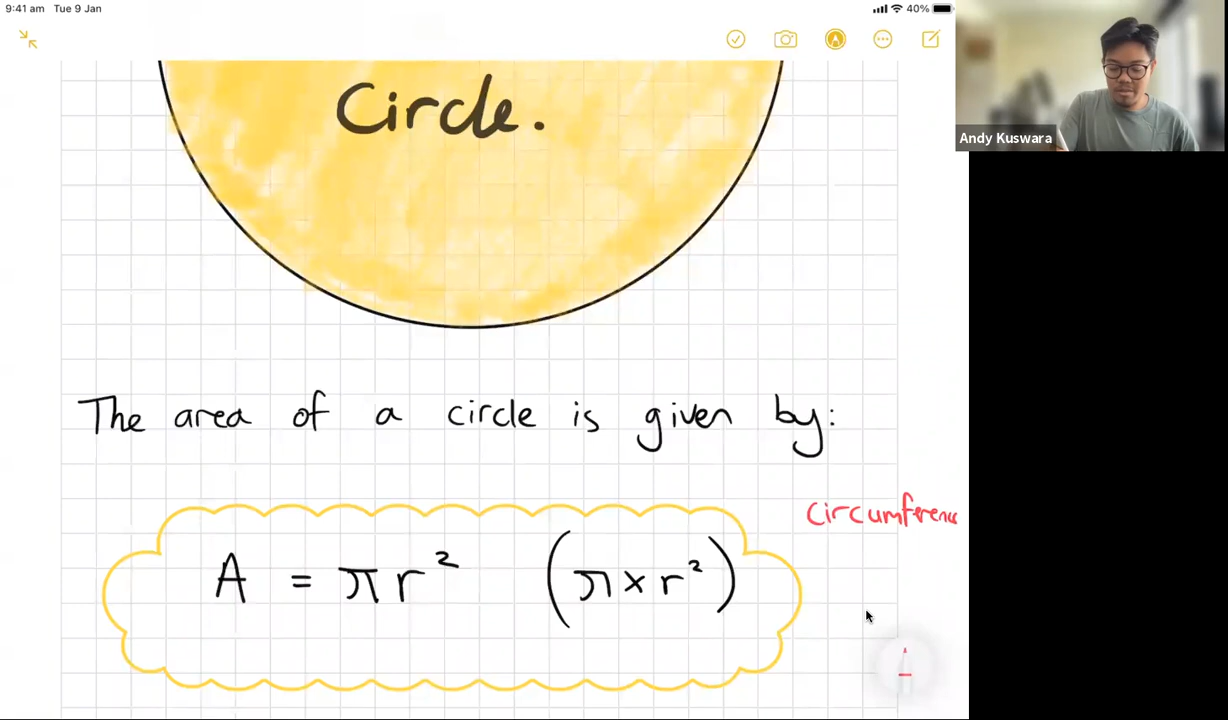 9:41 am Tue 9 Jan 40%
Circle.
Andy Kuswara
The area of a circle is given by:
circumference
A = πr² (π×r²)